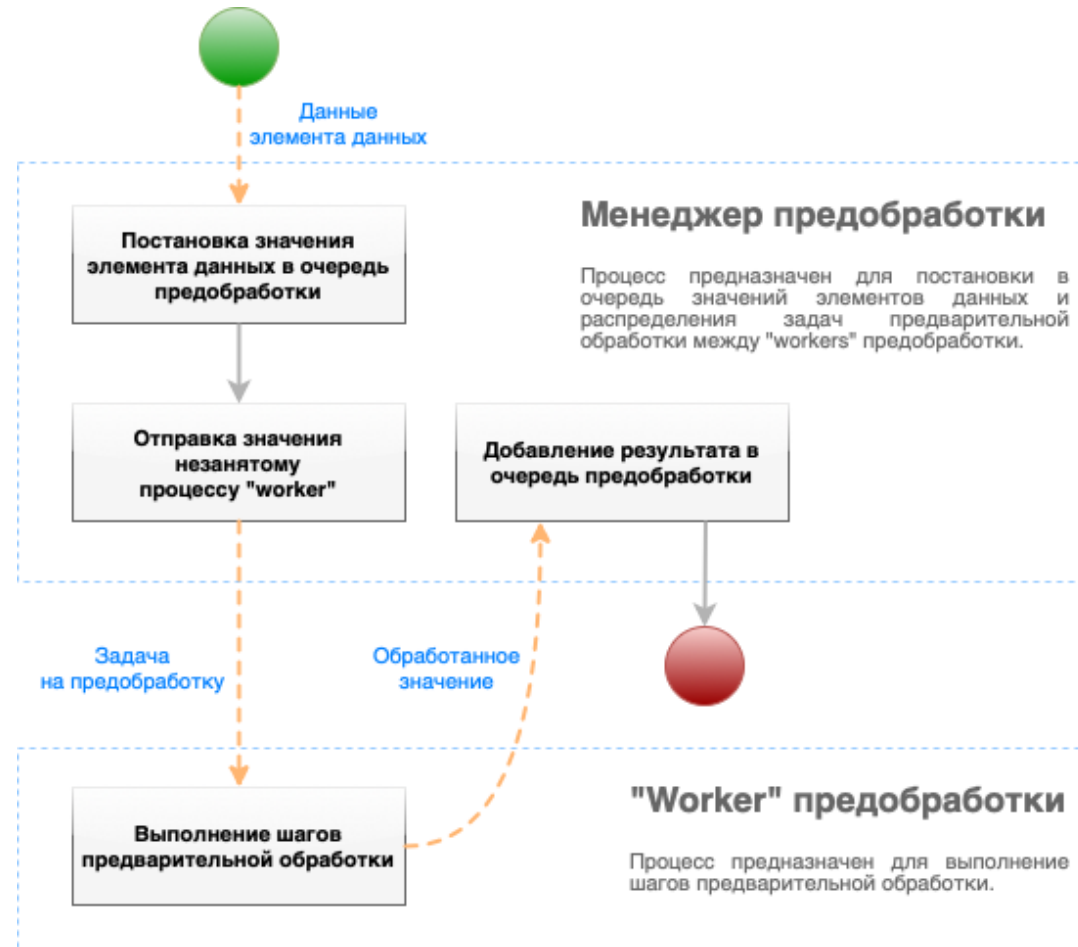 Данные
элемента данных
Менеджер предобработки
Постановка значения
элемента данных в очередь
предобработки
Процесс предназначен для постановки в
очередь значений элементов данных и
распределения задач предварительной
обработки между "workers" предобработки.
Отправка значения
незанятому
процессу "worker"
Добавление результата в
очередь предобработки
Задача
на предобработку
Обработанное
значение
"Worker" предобработки
Выполнение шагов
предварительной обработки
Процесс предназначен для выполнение
шагов предварительной обработки.